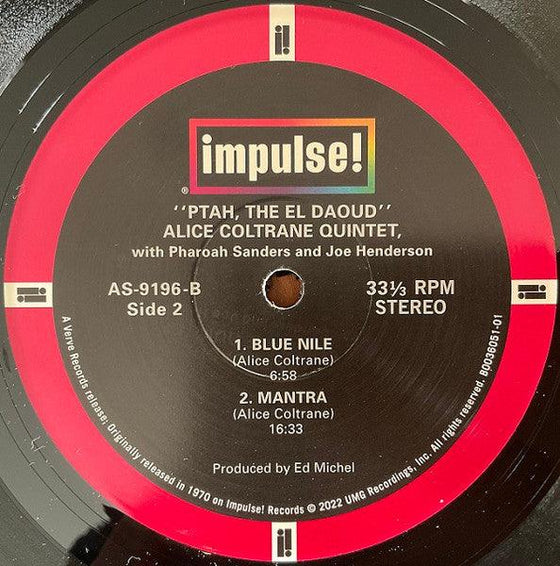 impulse!
®
''PTAH, THE EL DAOUD''
ALICE COLTRANE QUINTET,
with Pharoah Sanders and Joe Henderson
AS-9196-B
Side 2
33⅓ RPM
STEREO
1. BLUE NILE
(Alice Coltrane)
6:58
2. MANTRA
(Alice Coltrane)
16:33
Produced by Ed Michel
A Verve Records release; Originally released in 1970 on Impulse! Records © 2022 UMG Recordings, Inc. All rights reserved. B0036051-01